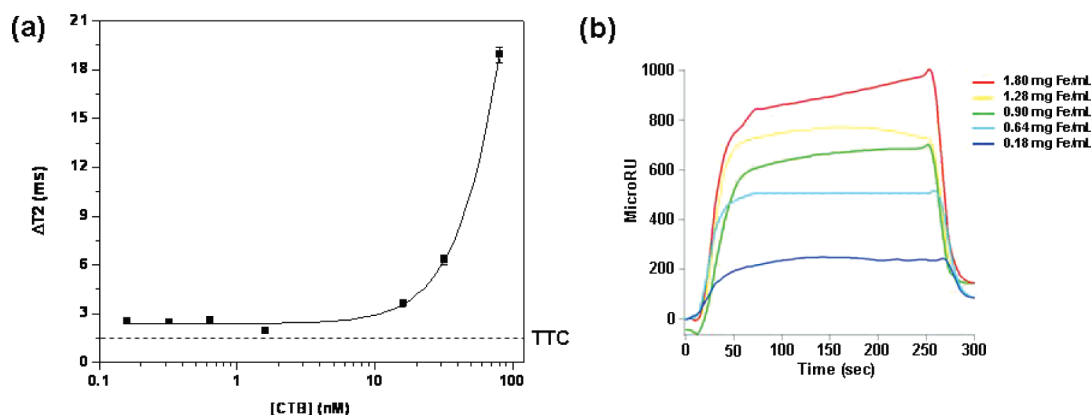 (a)
21
18
15
12
9
6
3
0
ΔT2 (ms)
0.1
1
10
100
[CTB] (nM)
TTC
(b)
1000
800
600
400
200
0
MicroRU
0
50
100
150
200
250
300
Time (sec)
1.80 mg Fe/mL
1.28 mg Fe/mL
0.90 mg Fe/mL
0.64 mg Fe/mL
0.18 mg Fe/mL